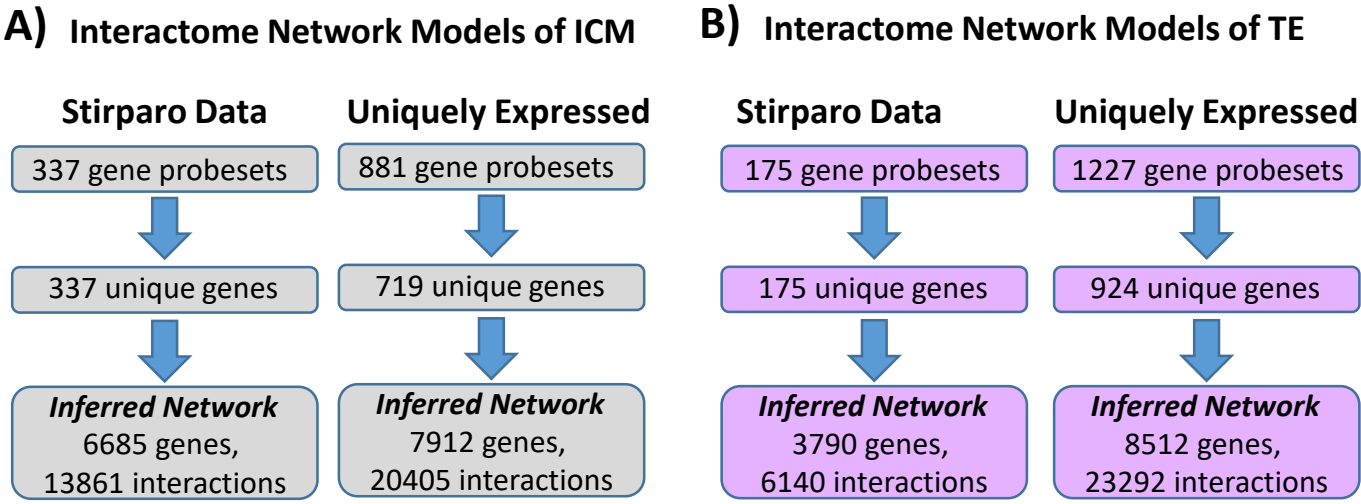 A) Interactome Network Models of ICM
Stirparo Data
337 gene probesets
337 unique genes
Inferred Network
6685 genes,
13861 interactions
Uniquely Expressed
881 gene probesets
719 unique genes
Inferred Network
7912 genes,
20405 interactions
B) Interactome Network Models of TE
Stirparo Data
175 gene probesets
175 unique genes
Inferred Network
3790 genes,
6140 interactions
Uniquely Expressed
1227 gene probesets
924 unique genes
Inferred Network
8512 genes,
23292 interactions